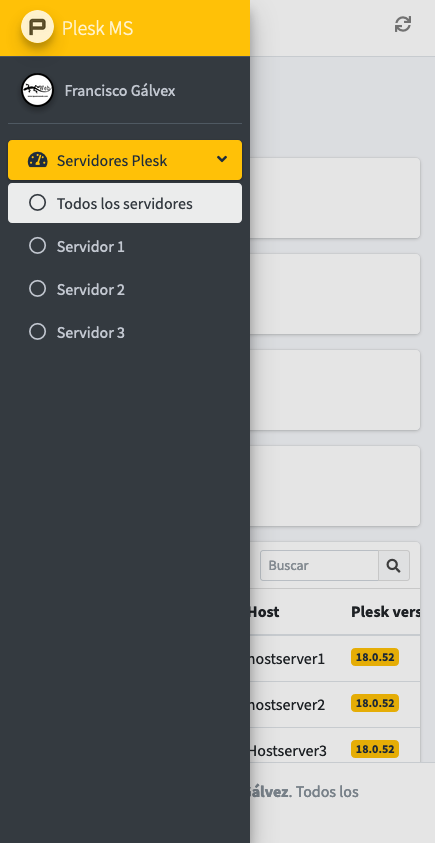 Plesk MS
Francisco Gálvex
Servidores Plesk
Todos los servidores
Servidor 1
Servidor 2
Servidor 3
Buscar
Host Plesk vers
hostserver1 18.0.52
hostserver2 18.0.52
Hostserver3 18.0.52
Gálvez. Todos los